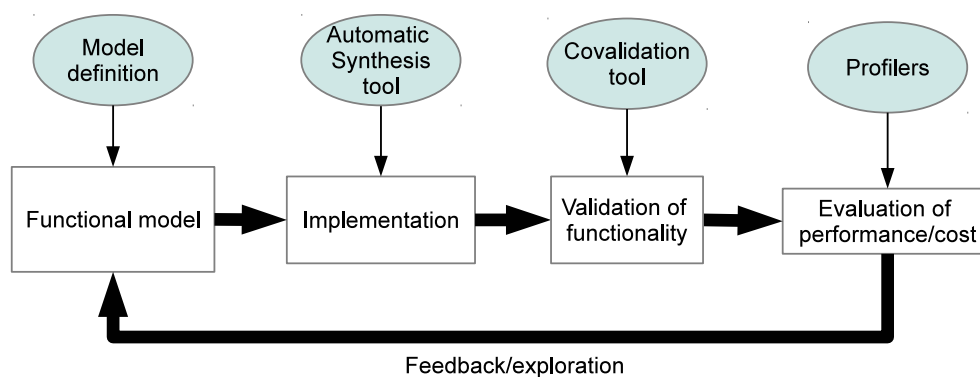 Model
definition
Automatic
Synthesis
tool
Covalidation
tool
Profilers
Functional model
Implementation
Validation of
functionality
Evaluation of
performance/cost
Feedback/exploration